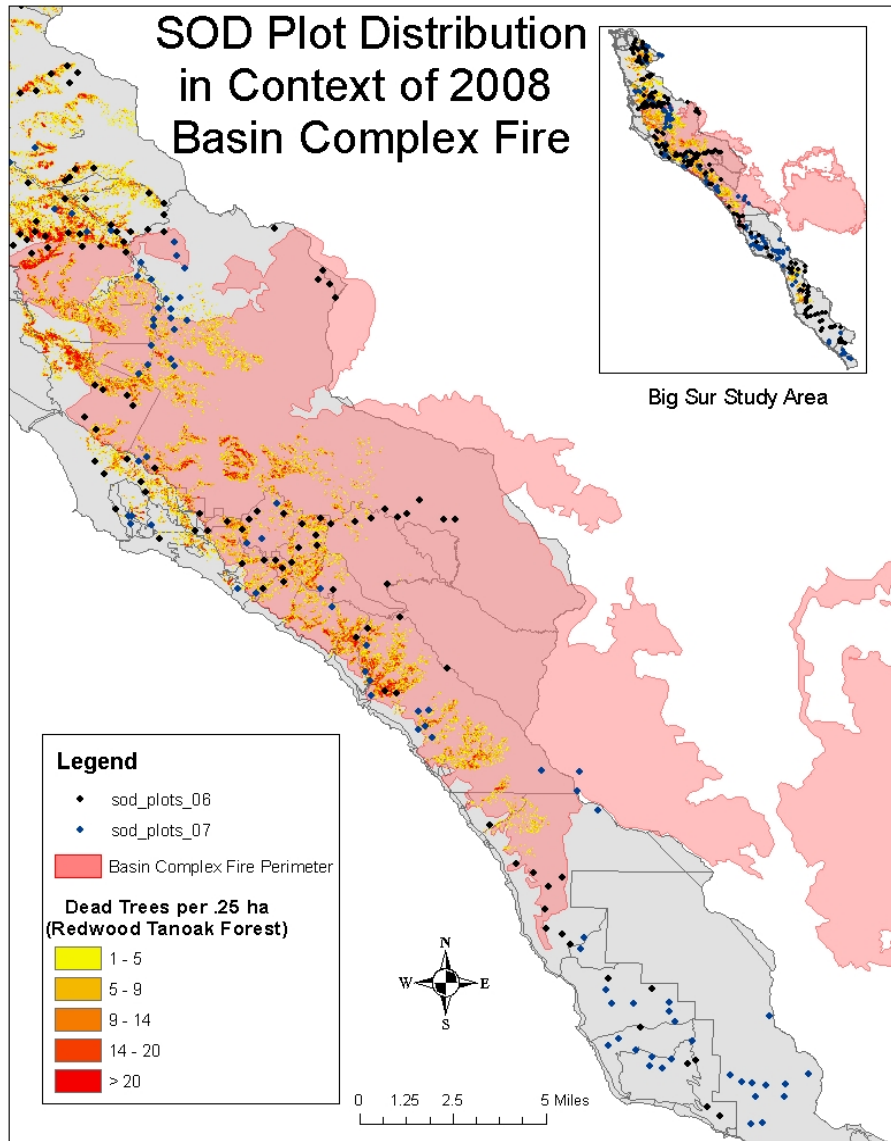 SOD Plot Distribution
in Context of 2008
Basin Complex Fire
Big Sur Study Area
Legend
sod_plots_06
sod_plots_07
Basin Complex Fire Perimeter
Dead Trees per .25 ha
(Redwood Tanoak Forest)
1 - 5
5 - 9
9 - 14
14 - 20
> 20
N
W
E
S
0 1.25 2.5 5 Miles